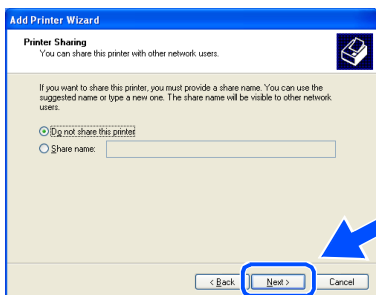 Add Printer Wizard
Printer Sharing
You can share this printer with other network users.
If you want to share this printer, you must provide a share name. You can use the
suggested name or type a new one. The share name will be visible to other network
users.
Do not share this printer
Share name:
< Back Next > Cancel